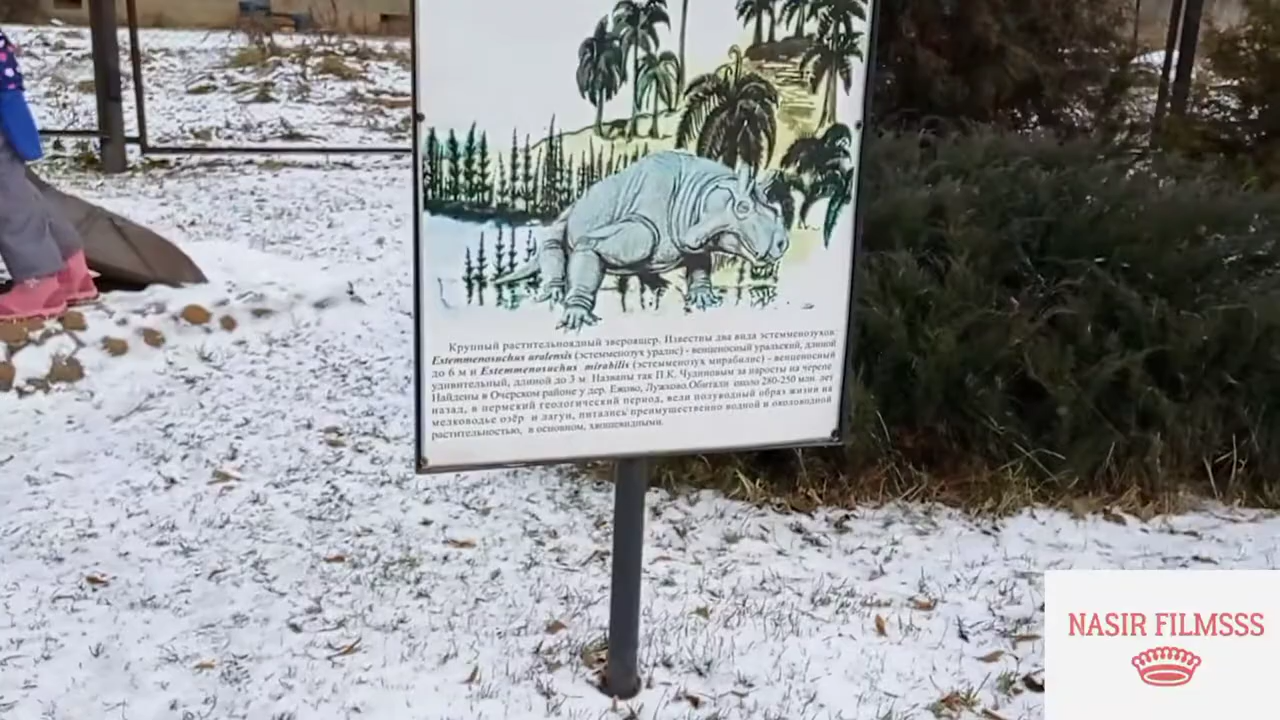 Крупный растительноядный звероящер. Известны два вида эстемменозухов:
Estemmenosuchus uralensis (эстемменозух уралис) - венценосный уральский, длиной
до 6 м и Estemmenosuchus mirabilis (эстемменозух мирабилис) - венценосный
удивительный, длиной до 3 м. Названы так П.К. Чудиновым за наросты на черепе
Найдены в Очерском районе у дер. Ежово, Лужково.Обитали около 280-250 млн. лет
назад, в пермский геологический период, вели полуводный образ жизни на
мелководье озёр и лагун, питались преимущественно водной и околоводной
растительностью, в основном, хвощевидными.
NASIR FILMSSS